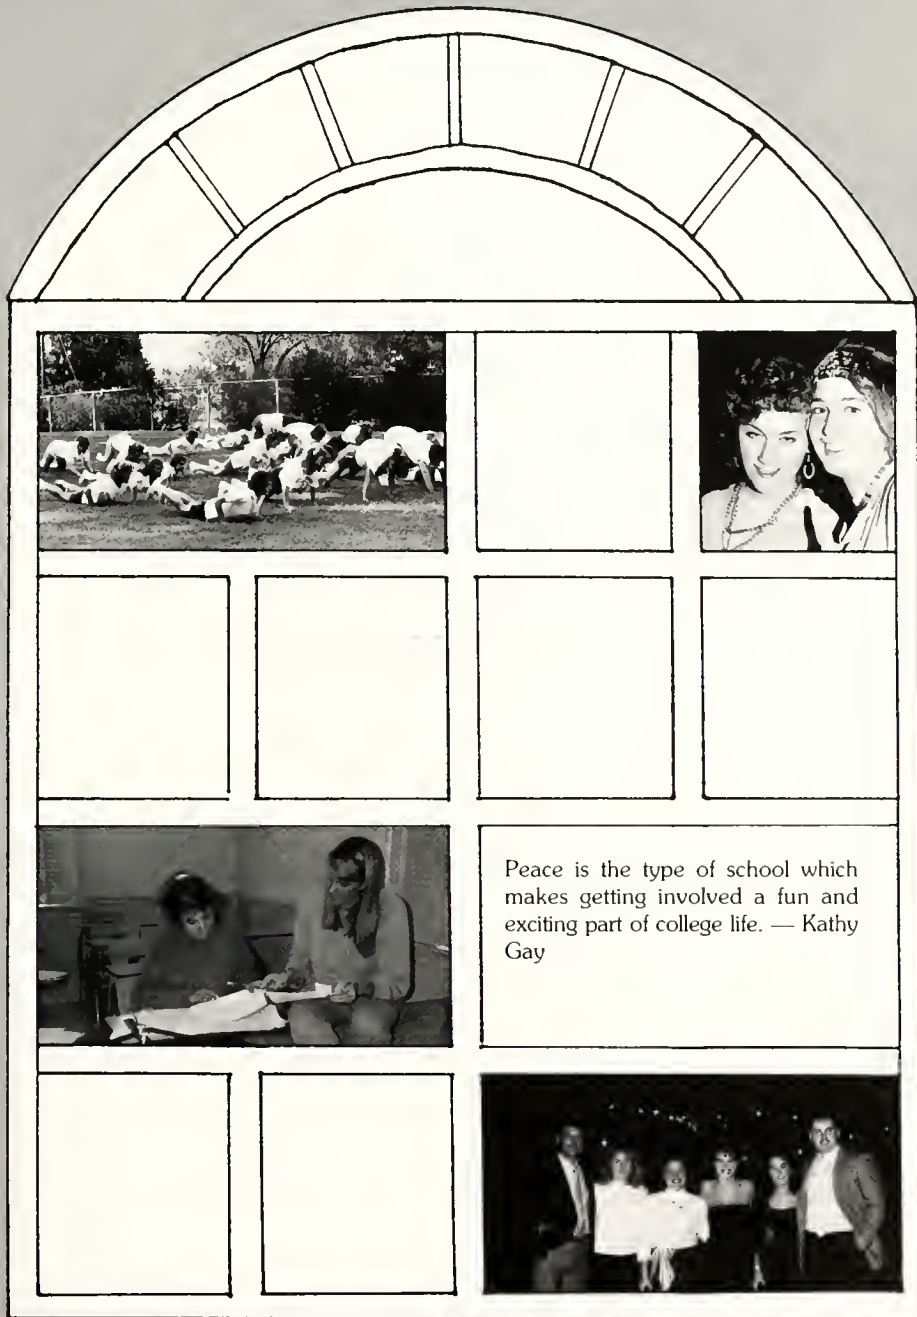 Peace is the type of school which
makes getting involved a fun and
exciting part of college life. — Kathy
Gay